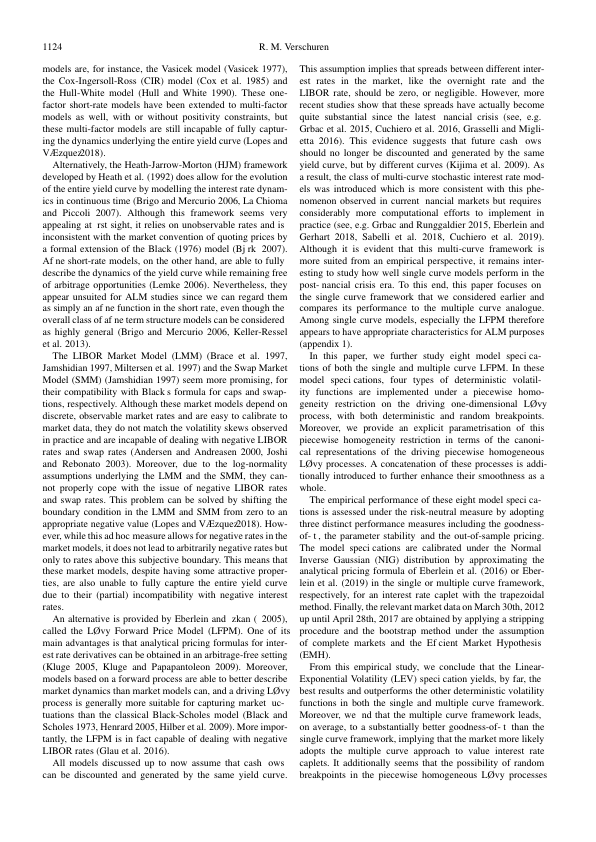 1124
R. M. Verschuren
models are, for instance, the Vasicek model (Vasicek 1977),
the Cox-Ingersoll-Ross (CIR) model (Cox et al. 1985) and
the Hull-White model (Hull and White 1990). These one-
factor short-rate models have been extended to multi-factor
models as well, with or without positivity constraints, but
these multi-factor models are still incapable of fully captur-
ing the dynamics underlying the entire yield curve (Lopes and
VÆzquez2018).
Alternatively, the Heath-Jarrow-Morton (HJM) framework
developed by Heath et al. (1992) does allow for the evolution
of the entire yield curve by modelling the interest rate dynam-
ics in continuous time (Brigo and Mercurio 2006, La Chioma
and Piccoli 2007). Although this framework seems very
appealing at rst sight, it relies on unobservable rates and is
inconsistent with the market convention of quoting prices by
a formal extension of the Black (1976) model (Bj rk 2007).
Af ne short-rate models, on the other hand, are able to fully
describe the dynamics of the yield curve while remaining free
of arbitrage opportunities (Lemke 2006). Nevertheless, they
appear unsuited for ALM studies since we can regard them
as simply an af ne function in the short rate, even though the
overall class of af ne term structure models can be considered
as highly general (Brigo and Mercurio 2006, Keller-Ressel
et al. 2013).
The LIBOR Market Model (LMM) (Brace et al. 1997,
Jamshidian 1997, Miltersen et al. 1997) and the Swap Market
Model (SMM) (Jamshidian 1997) seem more promising, for
their compatibility with Black s formula for caps and swap-
tions, respectively. Although these market models depend on
discrete, observable market rates and are easy to calibrate to
market data, they do not match the volatility skews observed
in practice and are incapable of dealing with negative LIBOR
rates and swap rates (Andersen and Andreasen 2000, Joshi
and Rebonato 2003). Moreover, due to the log-normality
assumptions underlying the LMM and the SMM, they can-
not properly cope with the issue of negative LIBOR rates
and swap rates. This problem can be solved by shifting the
boundary condition in the LMM and SMM from zero to an
appropriate negative value (Lopes and VÆzquez2018). How-
ever, while this ad hoc measure allows for negative rates in the
market models, it does not lead to arbitrarily negative rates but
only to rates above this subjective boundary. This means that
these market models, despite having some attractive proper-
ties, are also unable to fully capture the entire yield curve
due to their (partial) incompatibility with negative interest
rates.
An alternative is provided by Eberlein and zkan ( 2005),
called the LØvy Forward Price Model (LFPM). One of its
main advantages is that analytical pricing formulas for inter-
est rate derivatives can be obtained in an arbitrage-free setting
(Kluge 2005, Kluge and Papapantoleon 2009). Moreover,
models based on a forward process are able to better describe
market dynamics than market models can, and a driving LØvy
process is generally more suitable for capturing market uc-
tuations than the classical Black-Scholes model (Black and
Scholes 1973, Henrard 2005, Hilber et al. 2009). More impor-
tantly, the LFPM is in fact capable of dealing with negative
LIBOR rates (Glau et al. 2016).
All models discussed up to now assume that cash ows
can be discounted and generated by the same yield curve.
This assumption implies that spreads between different inter-
est rates in the market, like the overnight rate and the
LIBOR rate, should be zero, or negligible. However, more
recent studies show that these spreads have actually become
quite substantial since the latest nancial crisis (see, e.g.
Grbac et al. 2015, Cuchiero et al. 2016, Grasselli and Migli-
etta 2016). This evidence suggests that future cash ows
should no longer be discounted and generated by the same
yield curve, but by different curves (Kijima et al. 2009). As
a result, the class of multi-curve stochastic interest rate mod-
els was introduced which is more consistent with this phe-
nomenon observed in current nancial markets but requires
considerably more computational efforts to implement in
practice (see, e.g. Grbac and Runggaldier 2015, Eberlein and
Gerhart 2018, Sabelli et al. 2018, Cuchiero et al. 2019).
Although it is evident that this multi-curve framework is
more suited from an empirical perspective, it remains inter-
esting to study how well single curve models perform in the
post- nancial crisis era. To this end, this paper focuses on
the single curve framework that we considered earlier and
compares its performance to the multiple curve analogue.
Among single curve models, especially the LFPM therefore
appears to have appropriate characteristics for ALM purposes
(appendix 1).
In this paper, we further study eight model speci ca-
tions of both the single and multiple curve LFPM. In these
model speci cations, four types of deterministic volatil-
ity functions are implemented under a piecewise homo-
geneity restriction on the driving one-dimensional LØvy
process, with both deterministic and random breakpoints.
Moreover, we provide an explicit parametrisation of this
piecewise homogeneity restriction in terms of the canoni-
cal representations of the driving piecewise homogeneous
LØvy processes. A concatenation of these processes is addi-
tionally introduced to further enhance their smoothness as a
whole.
The empirical performance of these eight model speci ca-
tions is assessed under the risk-neutral measure by adopting
three distinct performance measures including the goodness-
of- t, the parameter stability and the out-of-sample pricing.
The model speci cations are calibrated under the Normal
Inverse Gaussian (NIG) distribution by approximating the
analytical pricing formula of Eberlein et al. (2016) or Eber-
lein et al. (2019) in the single or multiple curve framework,
respectively, for an interest rate caplet with the trapezoidal
method. Finally, the relevant market data on March 30th, 2012
up until April 28th, 2017 are obtained by applying a stripping
procedure and the bootstrap method under the assumption
of complete markets and the Ef cient Market Hypothesis
(EMH).
From this empirical study, we conclude that the Linear-
Exponential Volatility (LEV) speci cation yields, by far, the
best results and outperforms the other deterministic volatility
functions in both the single and multiple curve framework.
Moreover, we nd that the multiple curve framework leads,
on average, to a substantially better goodness-of- t than the
single curve framework, implying that the market more likely
adopts the multiple curve approach to value interest rate
caplets. It additionally seems that the possibility of random
breakpoints in the piecewise homogeneous LØvy processes